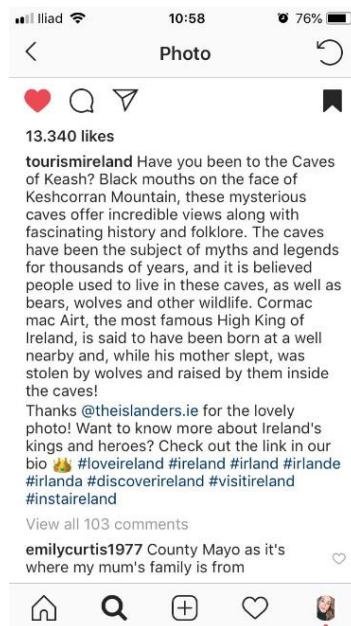 Iliad 10:58 76%
Photo
13.340 likes
tourismireland Have you been to the Caves
of Keash? Black mouths on the face of
Keshcorran Mountain, these mysterious
caves offer incredible views along with
fascinating history and folklore. The caves
have been the subject of myths and legends
for thousands of years, and it is believed
people used to live in these caves, as well as
bears, wolves and other wildlife. Cormac
mac Airt, the most famous High King of
Ireland, is said to have been born at a well
nearby and, while his mother slept, was
stolen by wolves and raised by them inside
the caves!
Thanks @theislanders.ie for the lovely
photo! Want to know more about Ireland's
kings and heroes? Check out the link in our
bio 👑 #loveireland #ireland #irland #irlande
#irlanda #discoverireland #visitireland
#instaireland
View all 103 comments
emilycurtis1977 County Mayo as it's
where my mum's family is from